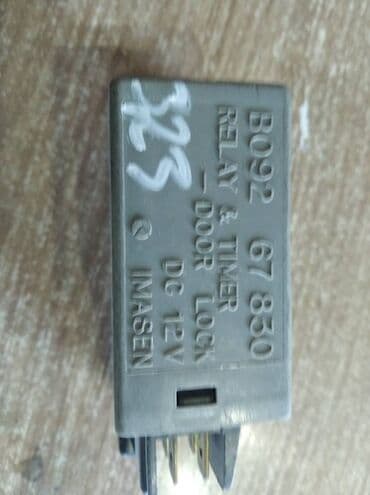 B092 67 830
RELAY & TIMER
—DOOR LOCK
DC 12V
IMASEN
323